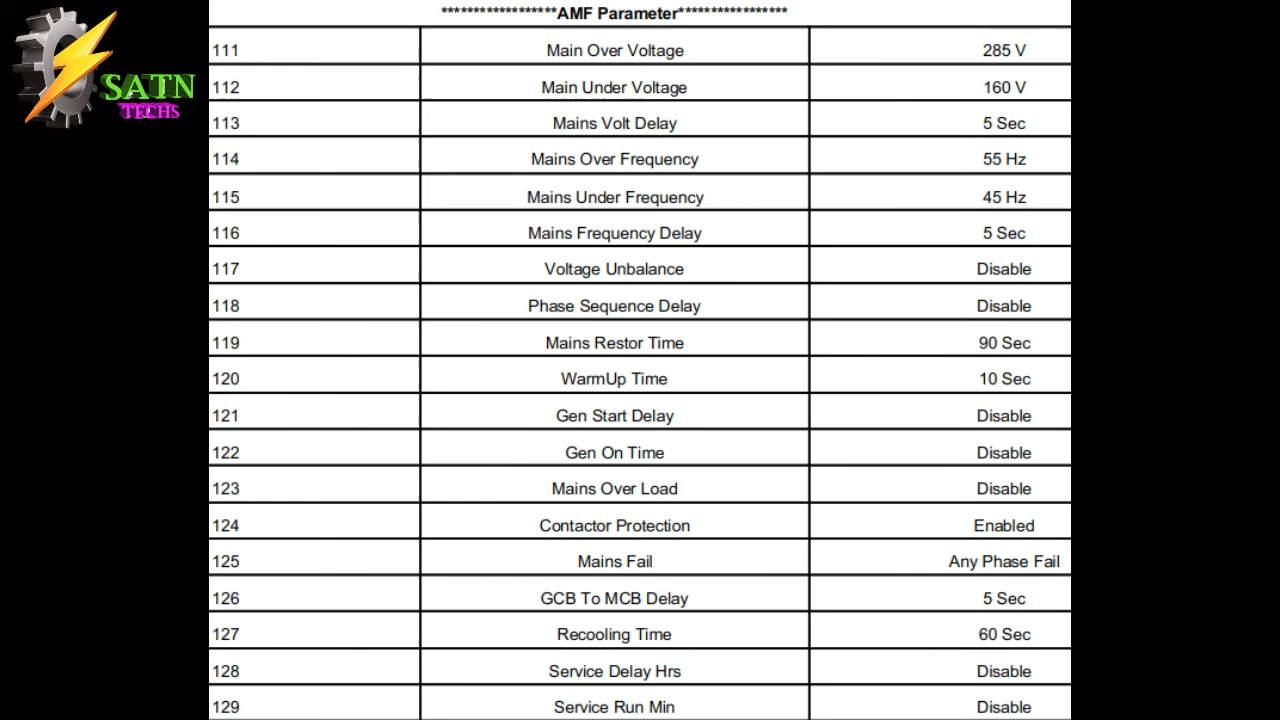 ******************AMF Parameter*****************
SATN
TECHS
111 Main Over Voltage 285 V
112 Main Under Voltage 160 V
113 Mains Volt Delay 5 Sec
114 Mains Over Frequency 55 Hz
115 Mains Under Frequency 45 Hz
116 Mains Frequency Delay 5 Sec
117 Voltage Unbalance Disable
118 Phase Sequence Delay Disable
119 Mains Restor Time 90 Sec
120 WarmUp Time 10 Sec
121 Gen Start Delay Disable
122 Gen On Time Disable
123 Mains Over Load Disable
124 Contactor Protection Enabled
125 Mains Fail Any Phase Fail
126 GCB To MCB Delay 5 Sec
127 Recooling Time 60 Sec
128 Service Delay Hrs Disable
129 Service Run Min Disable